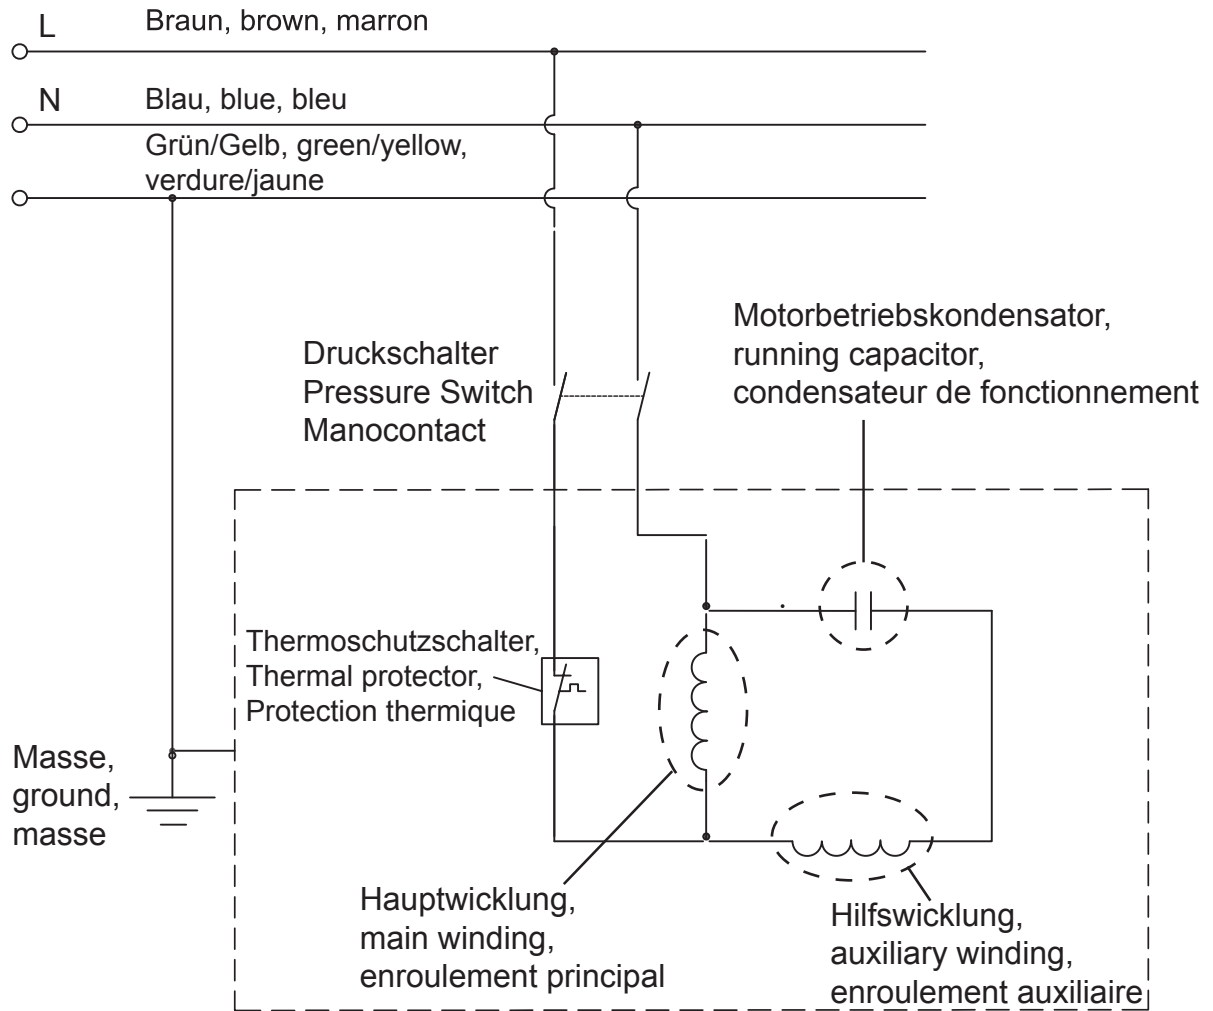 L
Braun, brown, marron
N
Blau, blue, bleu
Grün/Gelb, green/yellow,
verdure/jaune
Motorbetriebskondensator,
running capacitor,
condensateur de fonctionnement
Druckschalter
Pressure Switch
Manocontact
Thermoschutzschalter,
Thermal protector,
Protection thermique
Masse,
ground,
masse
Hauptwicklung,
main winding,
enroulement principal
Hilfswicklung,
auxiliary winding,
enroulement auxiliaire